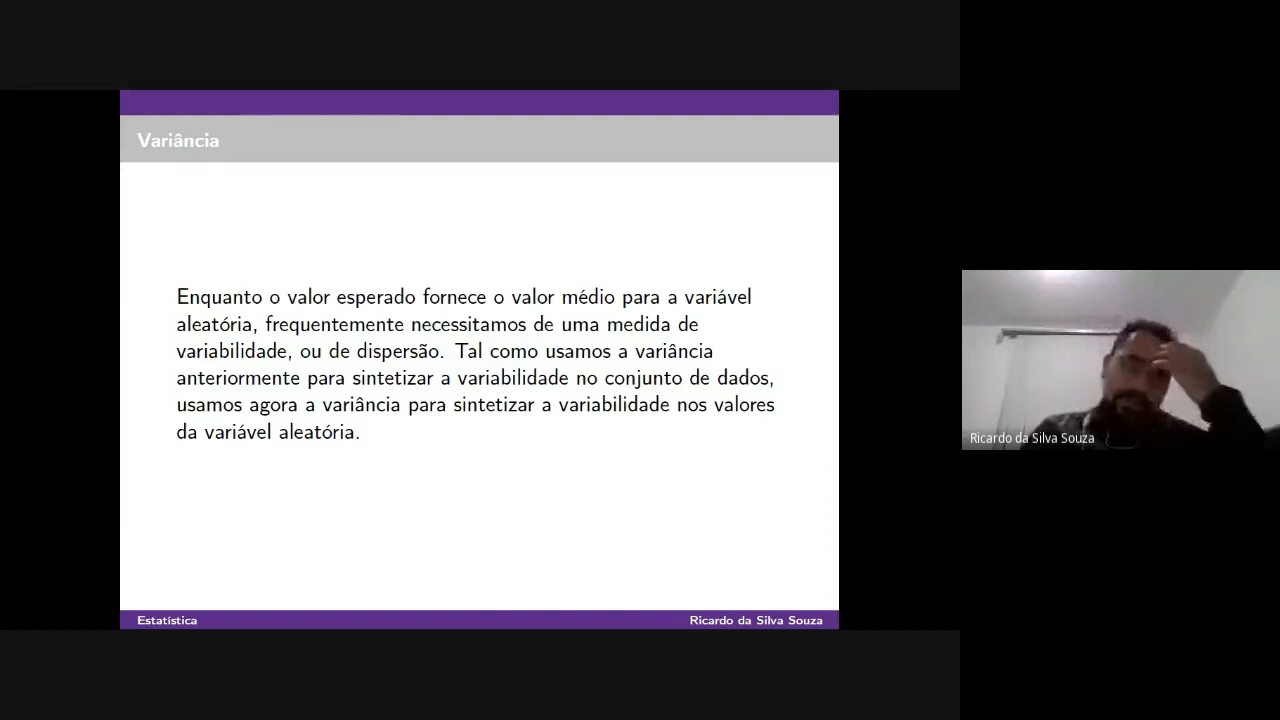 Variância
Enquanto o valor esperado fornece o valor médio para a variável
aleatória, frequentemente necessitamos de uma medida de
variabilidade, ou de dispersão. Tal como usamos a variância
anteriormente para sintetizar a variabilidade no conjunto de dados,
usamos agora a variância para sintetizar a variabilidade nos valores
da variável aleatória.
Estatística
Ricardo da Silva Souza
Ricardo da Silva Souza